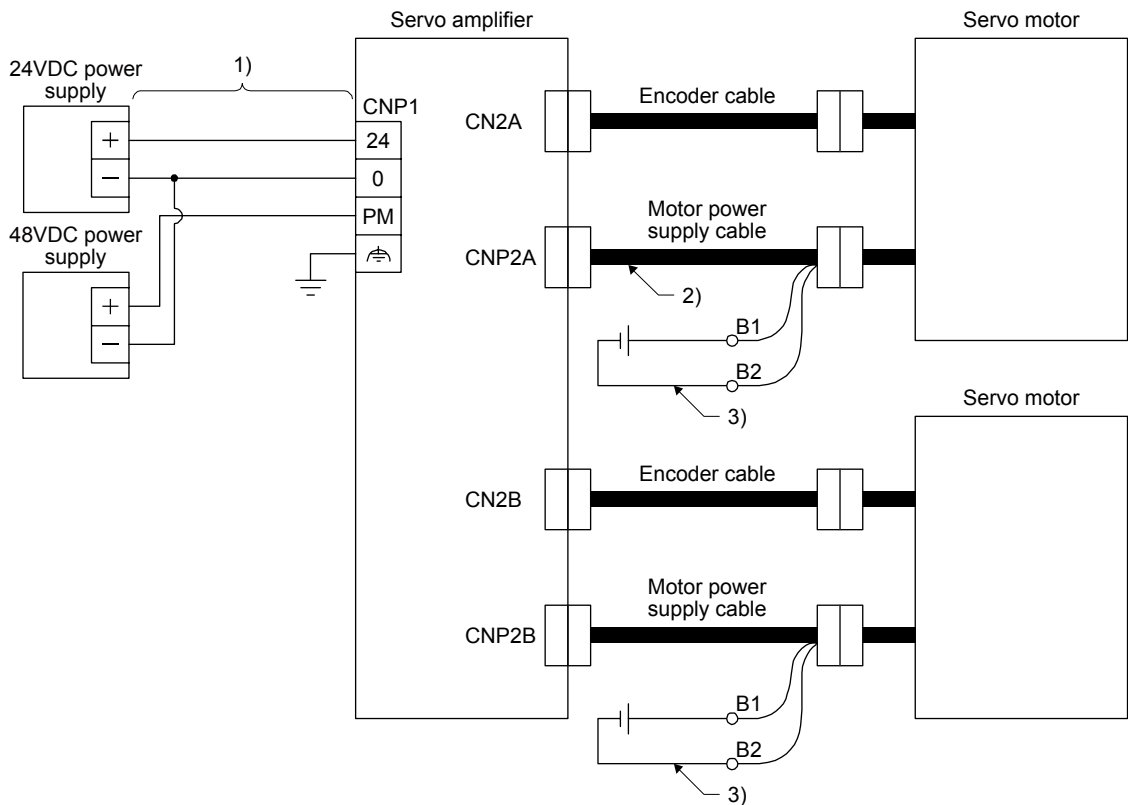 Servo amplifier
Servo motor
24VDC power
supply
1)
CNP1
+
24
−
0
PM
48VDC power
supply
+
−
CN2A
Encoder cable
Motor power
supply cable
CNP2A
2)
B1
B2
3)
Servo motor
CN2B
Encoder cable
Motor power
supply cable
CNP2B
B1
B2
3)